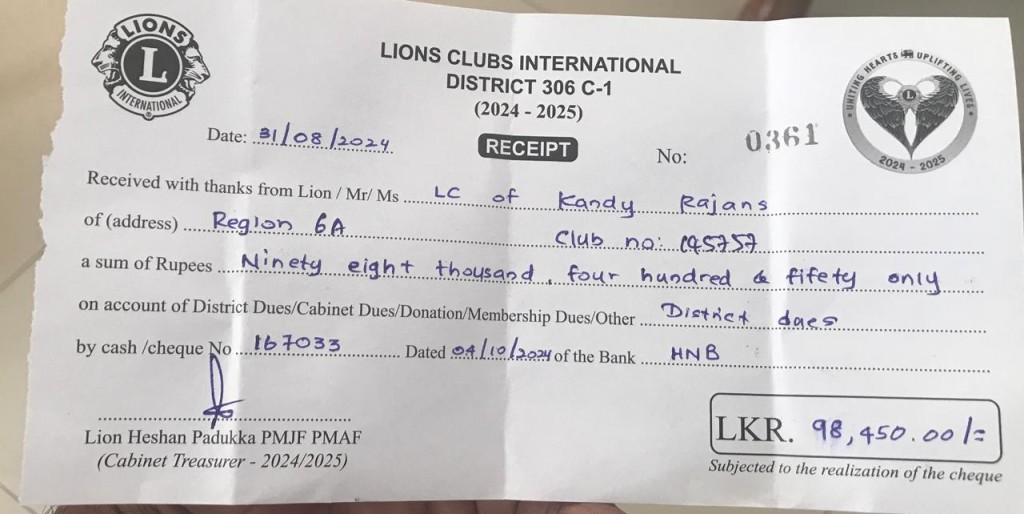 LIONS
L
INTERNATIONAL
LIONS CLUBS INTERNATIONAL
DISTRICT 306 C-1
(2024 - 2025)
UNITING HEARTS UPLIFTING LIVES
L
2024 - 2025
Date: 31/08/2024
RECEIPT
No: 0361
Received with thanks from Lion / Mr/ Ms LC of Kandy Rajans
of (address) Region 6A Club no: 145757
a sum of Rupees Ninety eight thousand, four hundred & fifety only
on account of District Dues/Cabinet Dues/Donation/Membership Dues/Other District dues
by cash /cheque No 167033 Dated 04/10/2024 of the Bank HNB
Lion Heshan Padukka PMJF PMAF
(Cabinet Treasurer - 2024/2025)
LKR. 98,450.00/=
Subjected to the realization of the cheque